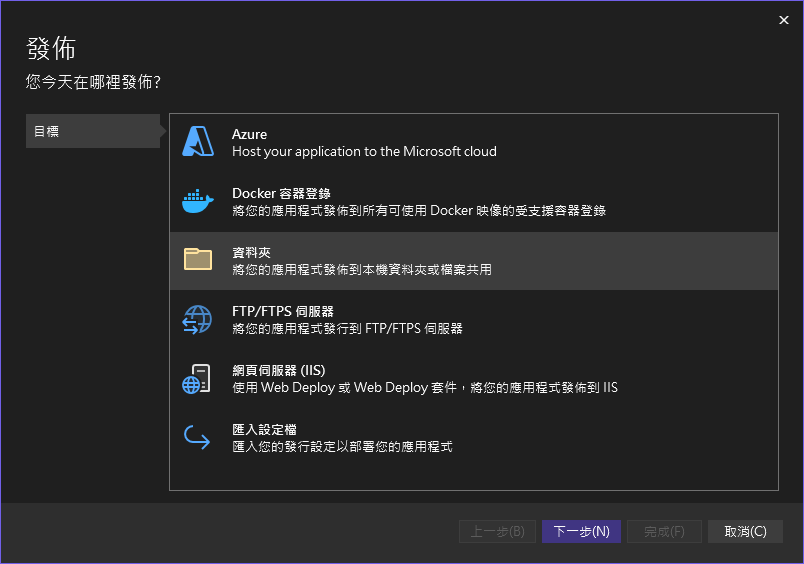 發佈
您今天在哪裡發佈?
目標
Azure
Host your application to the Microsoft cloud
Docker 容器登錄
將您的應用程式發佈到所有可使用 Docker 映像的受支援容器登錄
資料夾
將您的應用程式發佈到本機資料夾或檔案共用
FTP/FTPS 伺服器
將您的應用程式發行到 FTP/FTPS 伺服器
網頁伺服器 (IIS)
使用 Web Deploy 或 Web Deploy 套件，將您的應用程式發佈到 IIS
匯入設定檔
匯入您的發行設定以部署您的應用程式
上一步(B) 下一步(N) 完成(F) 取消(C)